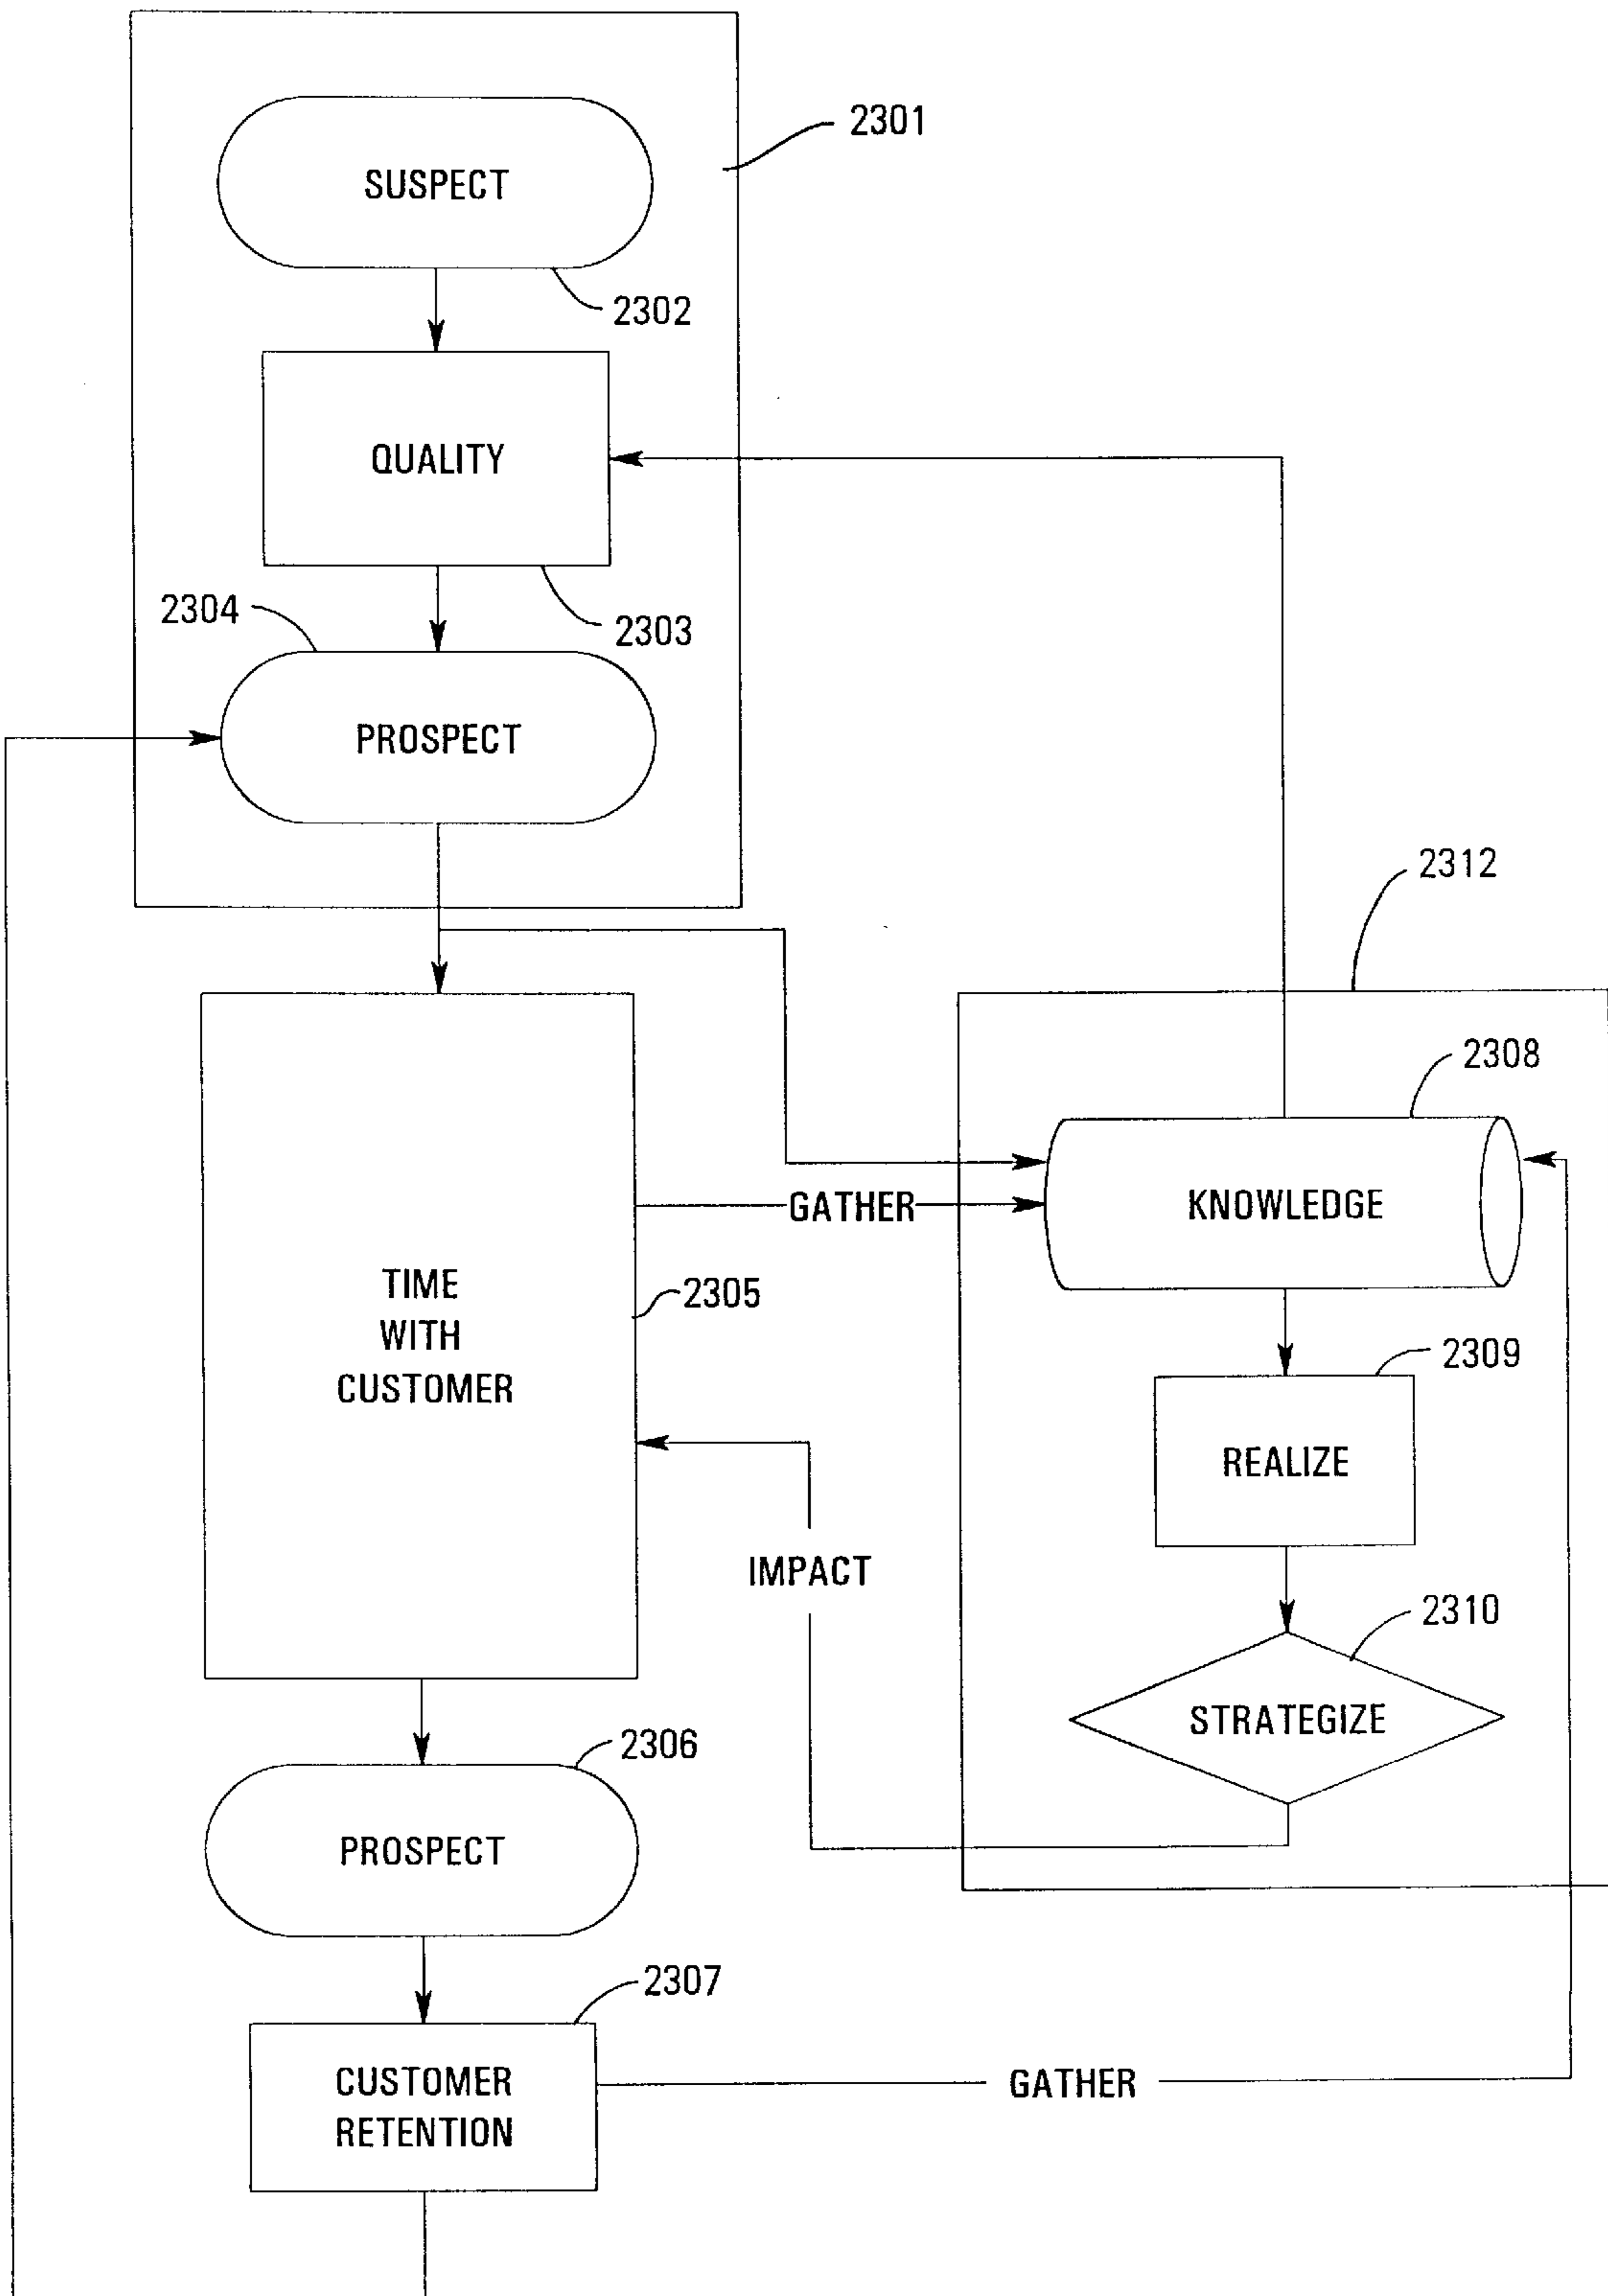 2301
SUSPECT
2302
QUALITY
2304
2303
PROSPECT
2312
2308
KNOWLEDGE
GATHER
TIME
WITH
CUSTOMER
2305
2309
REALIZE
IMPACT
2310
STRATEGIZE
2306
PROSPECT
2307
CUSTOMER
RETENTION
GATHER